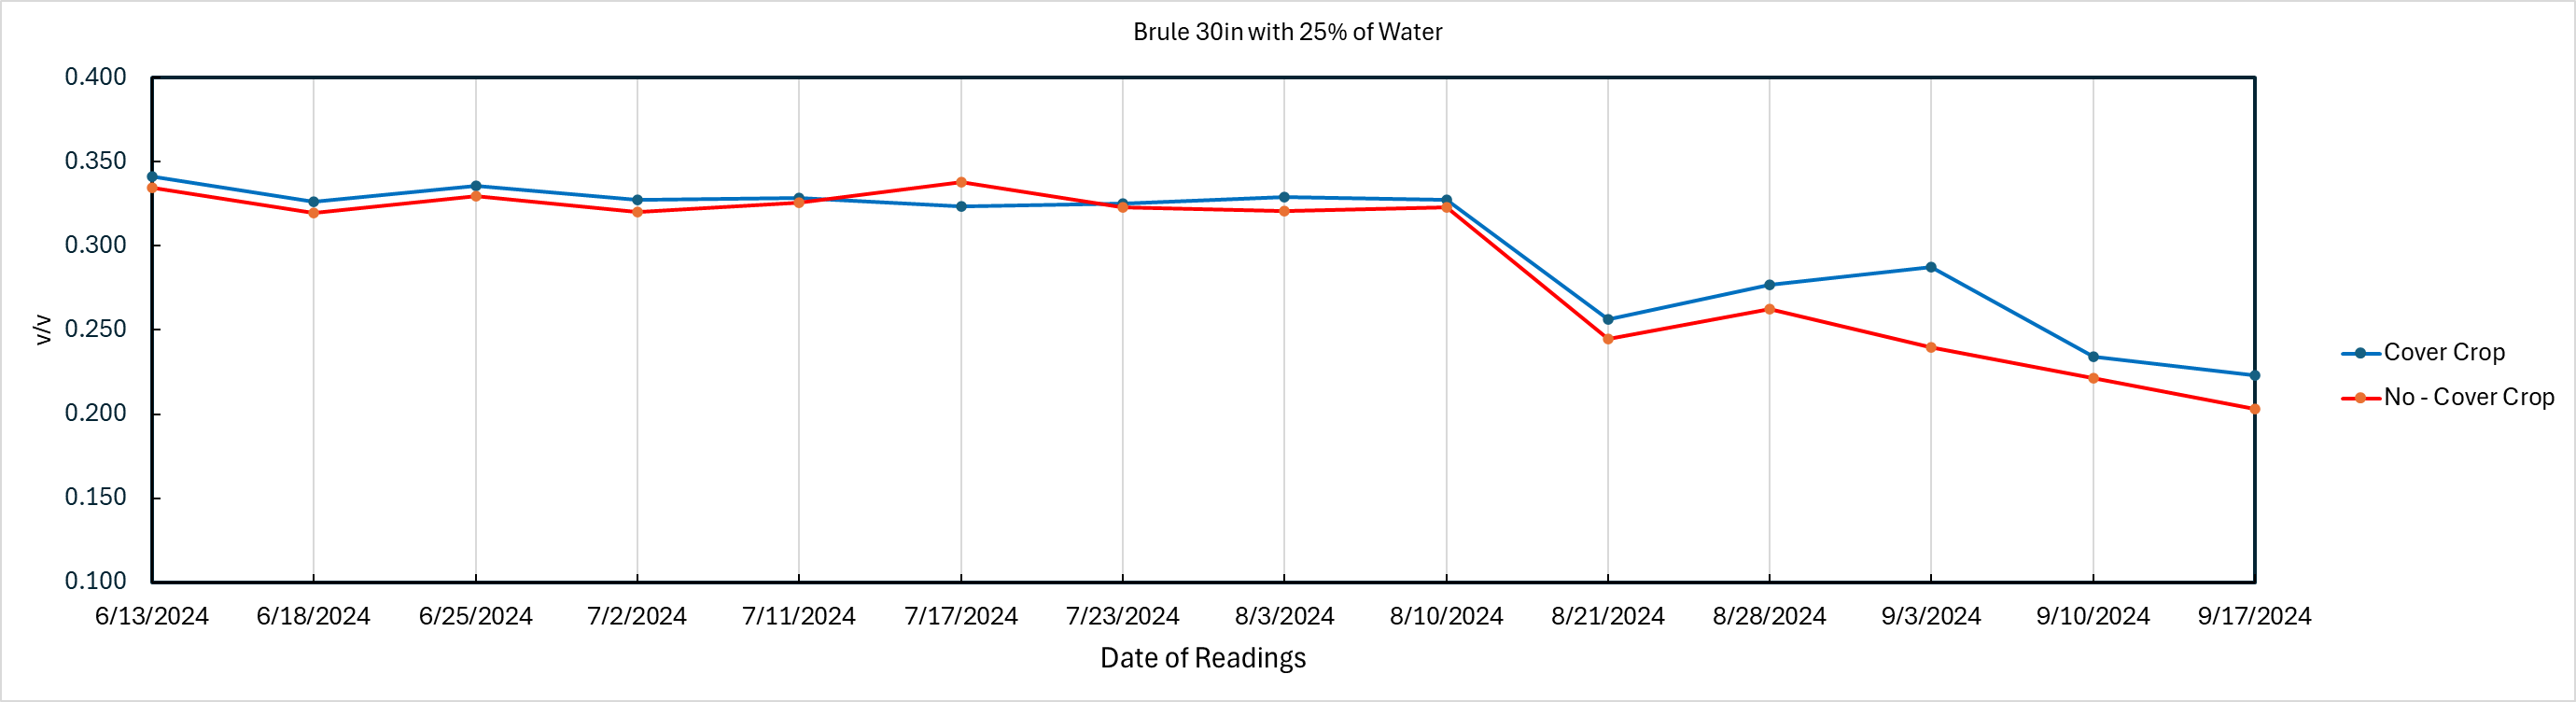 Brule 30in with 25% of Water
0.400
0.350
0.300
0.250
0.200
0.150
0.100
v/v
6/13/2024 6/18/2024 6/25/2024 7/2/2024 7/11/2024 7/17/2024 7/23/2024 8/3/2024 8/10/2024 8/21/2024 8/28/2024 9/3/2024 9/10/2024 9/17/2024
Date of Readings
Cover Crop
No - Cover Crop